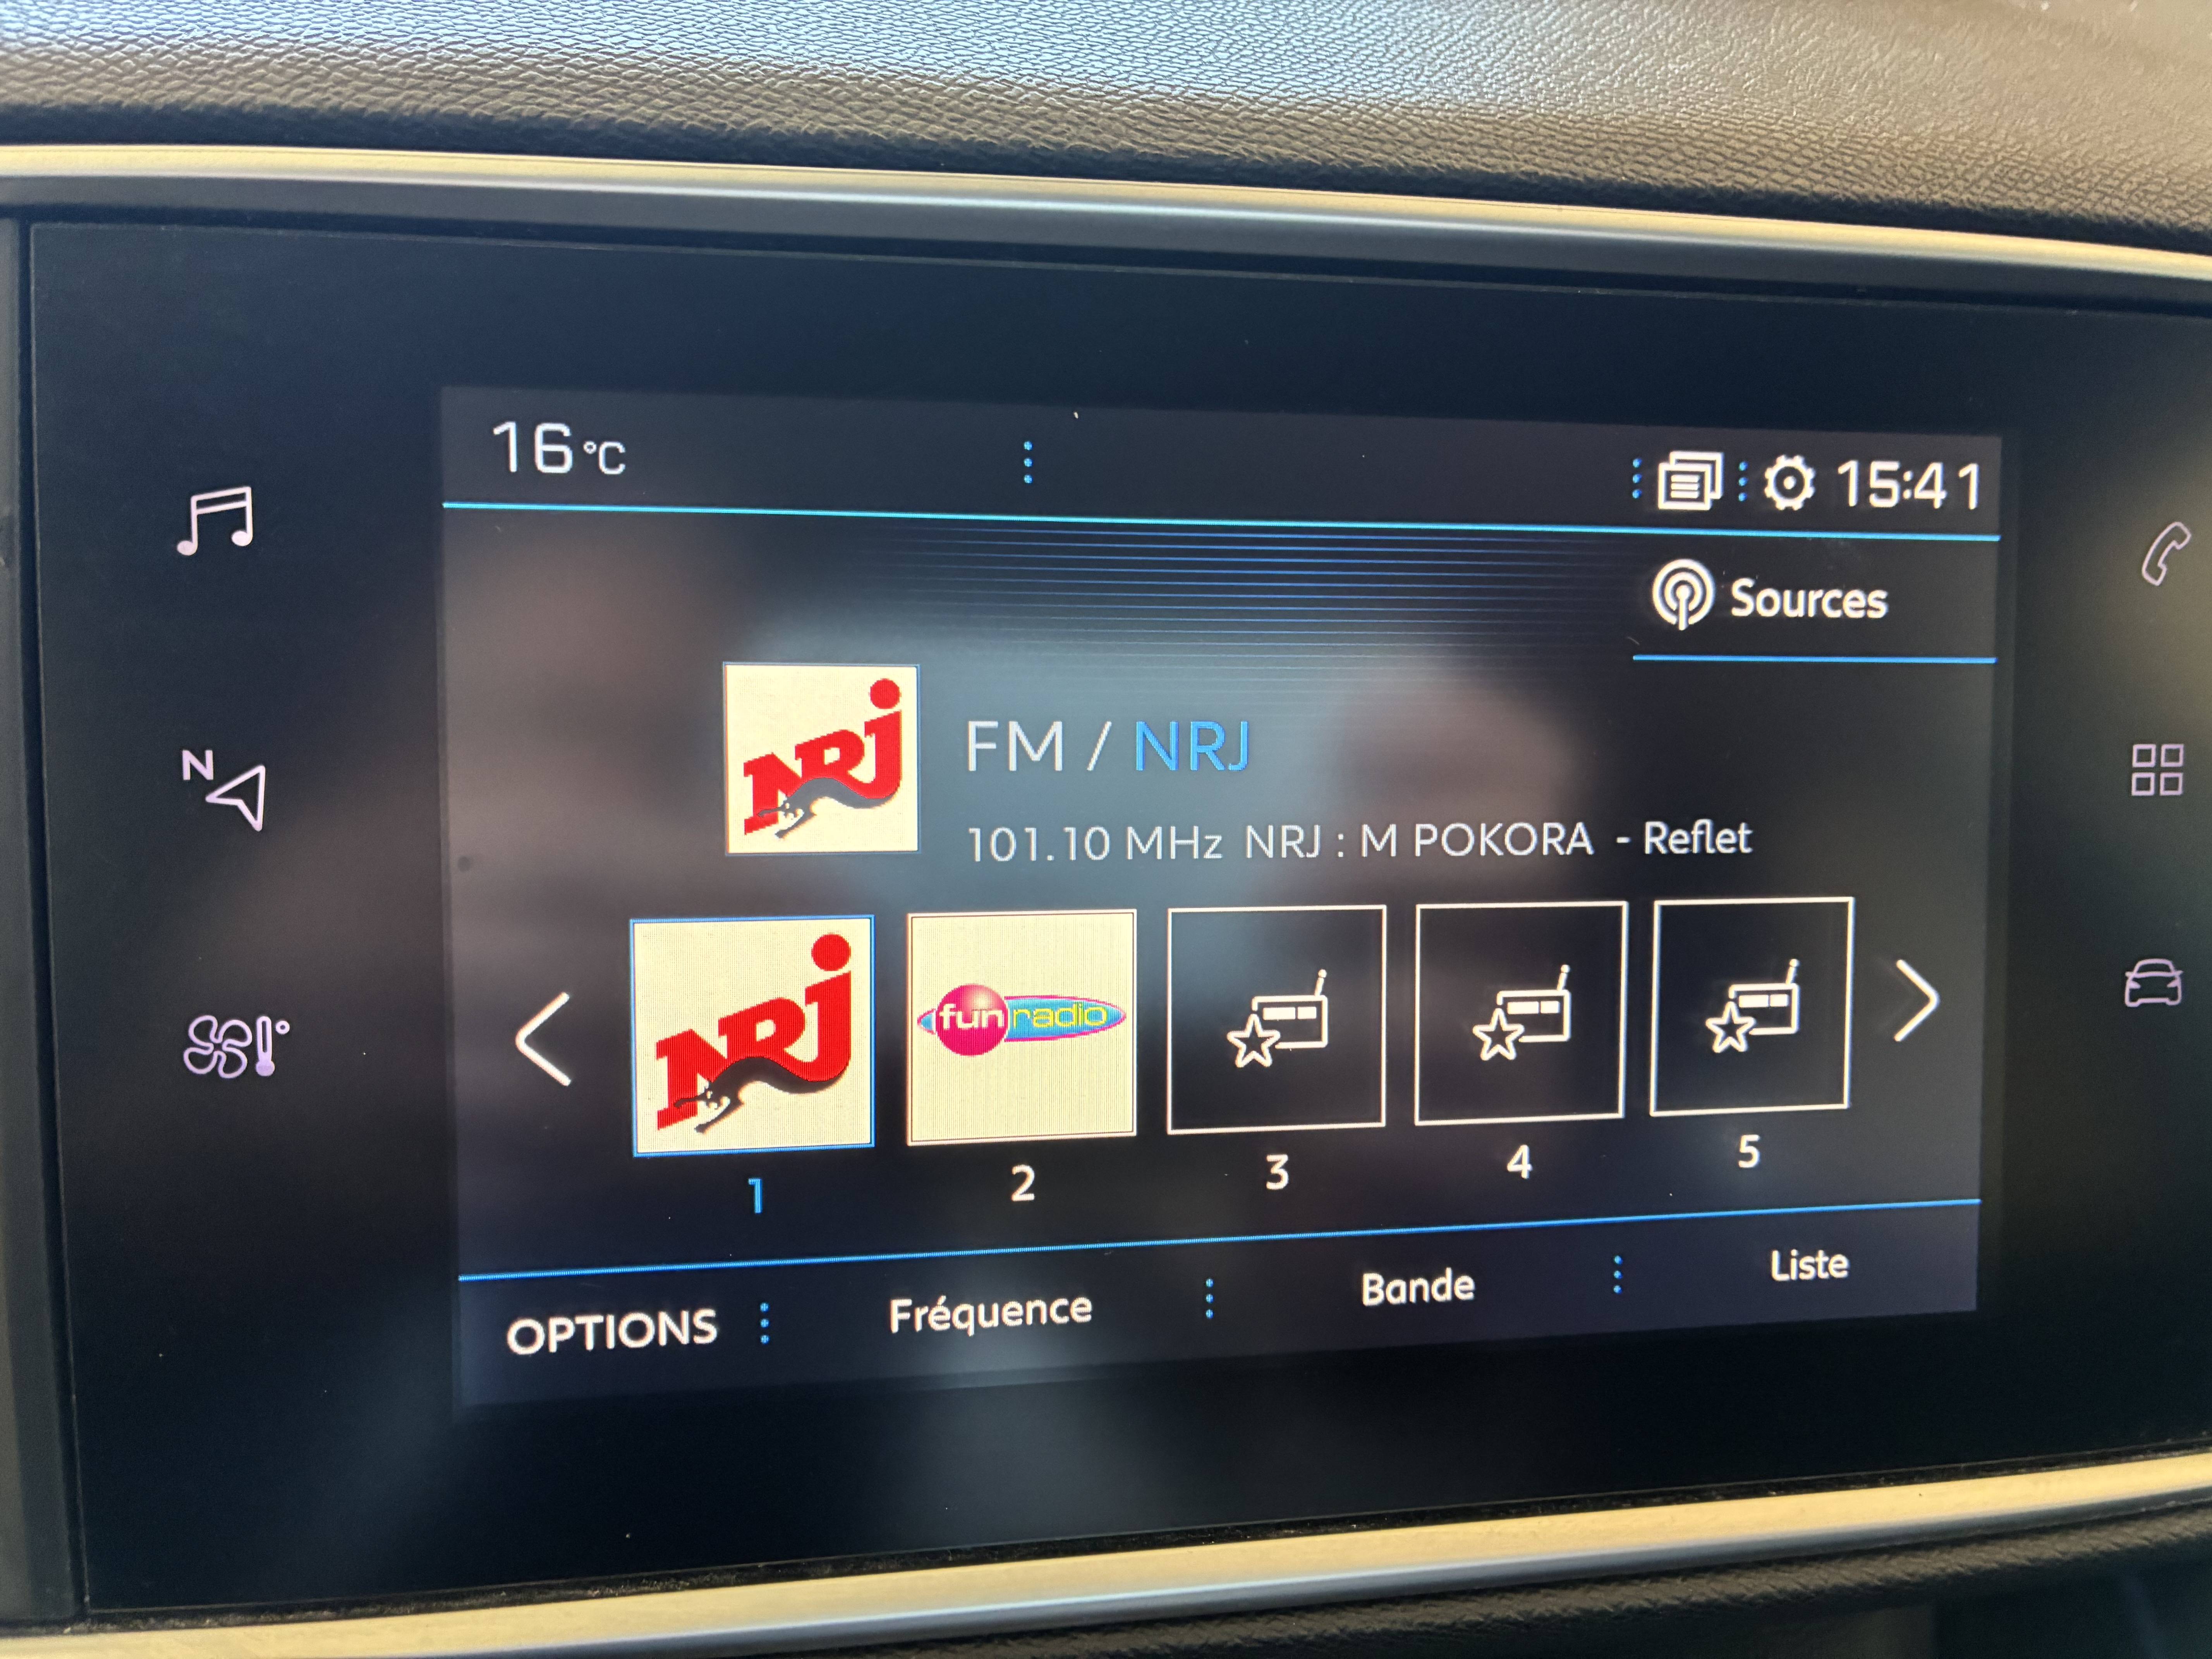 16 °C
15:41
Sources
NRJ
FM / NRJ
101.10 MHz NRJ : M POKORA - Reflet
NRJ
fun radio
1
2
3
4
5
OPTIONS
Fréquence
Bande
Liste
N